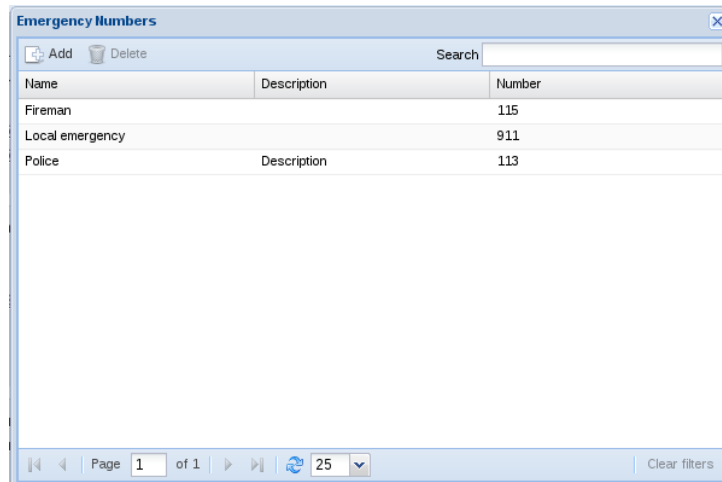 Emergency Numbers
Add Delete Search
Name Description Number
Fireman 115
Local emergency 911
Police Description 113
Page 1 of 1 25 Clear filters